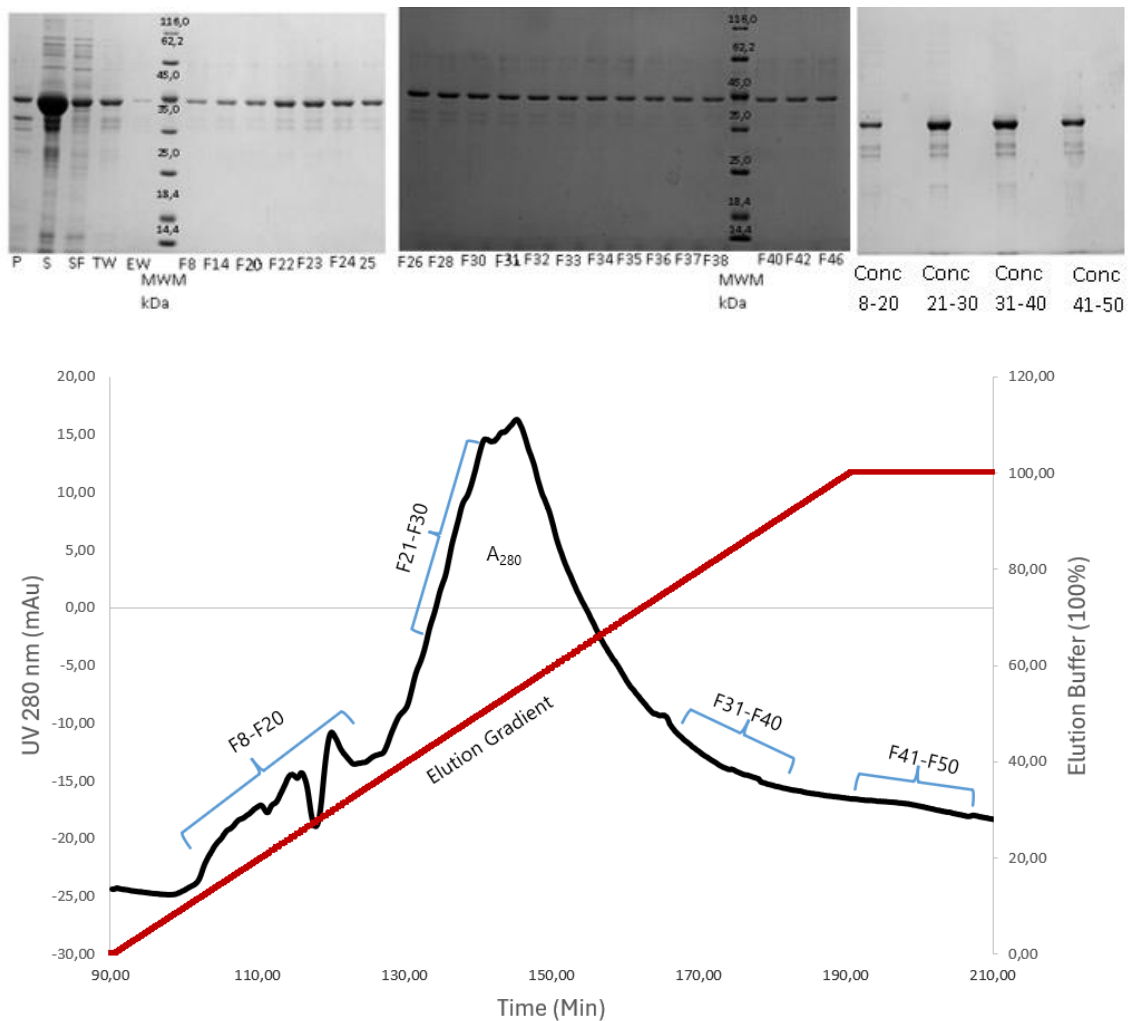 116,0
62,2
45,0
35,0
25,0
18,4
14,4
P S SF TW EW MWM kDa F8 F14 F20 F22 F23 F24 25
116,0
62,2
45,0
35,0
25,0
18,4
14,4
F26 F28 F30 F31 F32 F33 F34 F35 F36 F37 F38 MWM kDa F40 F42 F46
Conc 8-20
Conc 21-30
Conc 31-40
Conc 41-50
20,00
15,00
10,00
5,00
0,00
-5,00
-10,00
-15,00
-20,00
-25,00
-30,00
UV 280 nm (mAu)
F8-F20
F21-F30
A280
Elution Gradient
F31-F40
F41-F50
120,00
100,00
80,00
60,00
40,00
20,00
0,00
Elution Buffer (100%)
90,00 110,00 130,00 150,00 170,00 190,00 210,00
Time (Min)